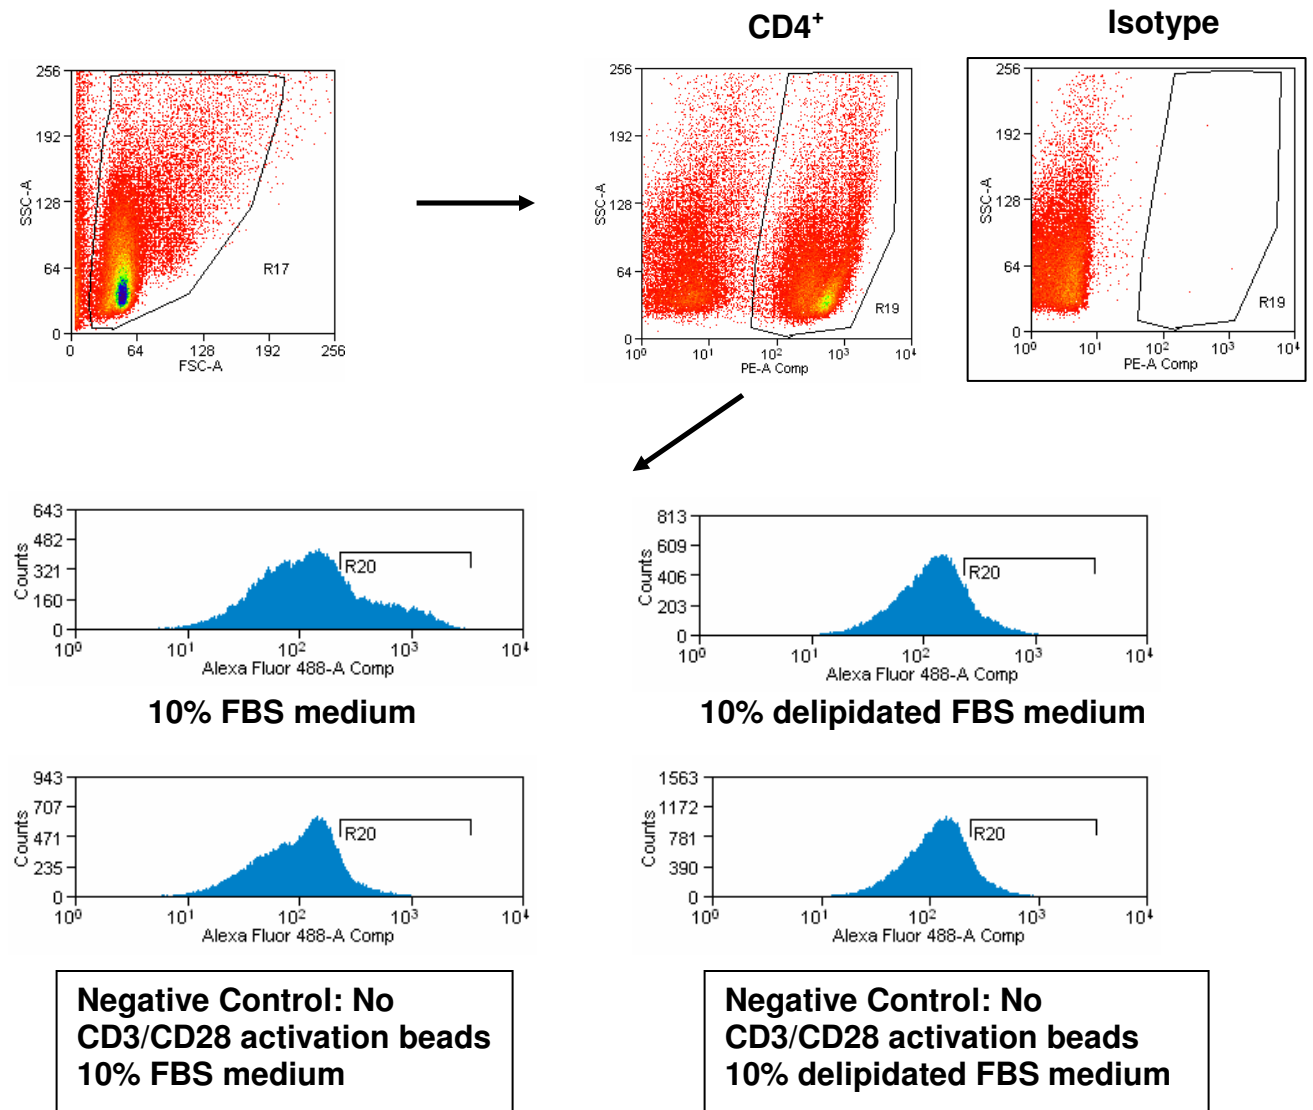 CD4⁺
Isotype
256
192
128
64
0
SSC-A
R17
0 64 128 192 256
FSC-A
256
192
128
64
0
SSC-A
R19
10⁰ 10¹ 10² 10³ 10⁴
PE-A Comp
256
192
128
64
0
SSC-A
R19
10⁰ 10¹ 10² 10³ 10⁴
PE-A Comp
643
482
321
160
0
Counts
R20
10⁰ 10¹ 10² 10³ 10⁴
Alexa Fluor 488-A Comp
10% FBS medium
813
609
406
203
0
Counts
R20
10⁰ 10¹ 10² 10³ 10⁴
Alexa Fluor 488-A Comp
10% delipidated FBS medium
943
707
471
235
0
Counts
R20
10⁰ 10¹ 10² 10³ 10⁴
Alexa Fluor 488-A Comp
1563
1172
781
390
0
Counts
R20
10⁰ 10¹ 10² 10³ 10⁴
Alexa Fluor 488-A Comp
Negative Control: No
CD3/CD28 activation beads
10% FBS medium
Negative Control: No
CD3/CD28 activation beads
10% delipidated FBS medium